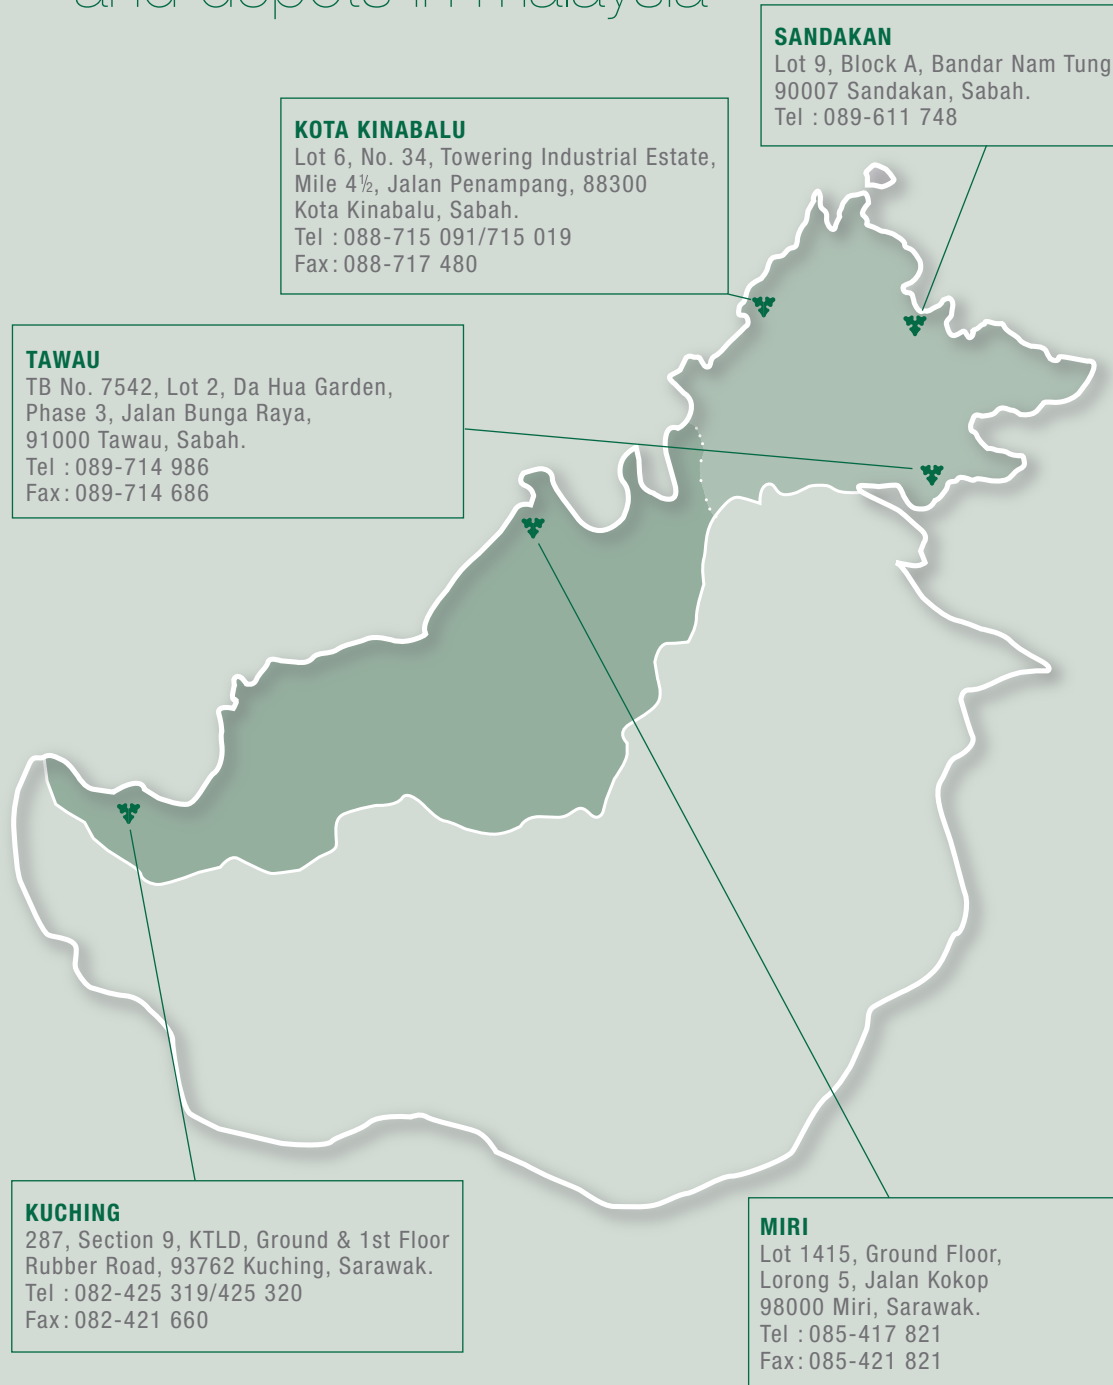 and depots in malaysia
SANDAKAN
Lot 9, Block A, Bandar Nam Tung
90007 Sandakan, Sabah.
Tel : 089-611 748
KOTA KINABALU
Lot 6, No. 34, Towering Industrial Estate,
Mile 4½, Jalan Penampang, 88300
Kota Kinabalu, Sabah.
Tel : 088-715 091/715 019
Fax : 088-717 480
TAWAU
TB No. 7542, Lot 2, Da Hua Garden,
Phase 3, Jalan Bunga Raya,
91000 Tawau, Sabah.
Tel : 089-714 986
Fax : 089-714 686
KUCHING
287, Section 9, KTLD, Ground & 1st Floor
Rubber Road, 93762 Kuching, Sarawak.
Tel : 082-425 319/425 320
Fax : 082-421 660
MIRI
Lot 1415, Ground Floor,
Lorong 5, Jalan Kokop
98000 Miri, Sarawak.
Tel : 085-417 821
Fax : 085-421 821